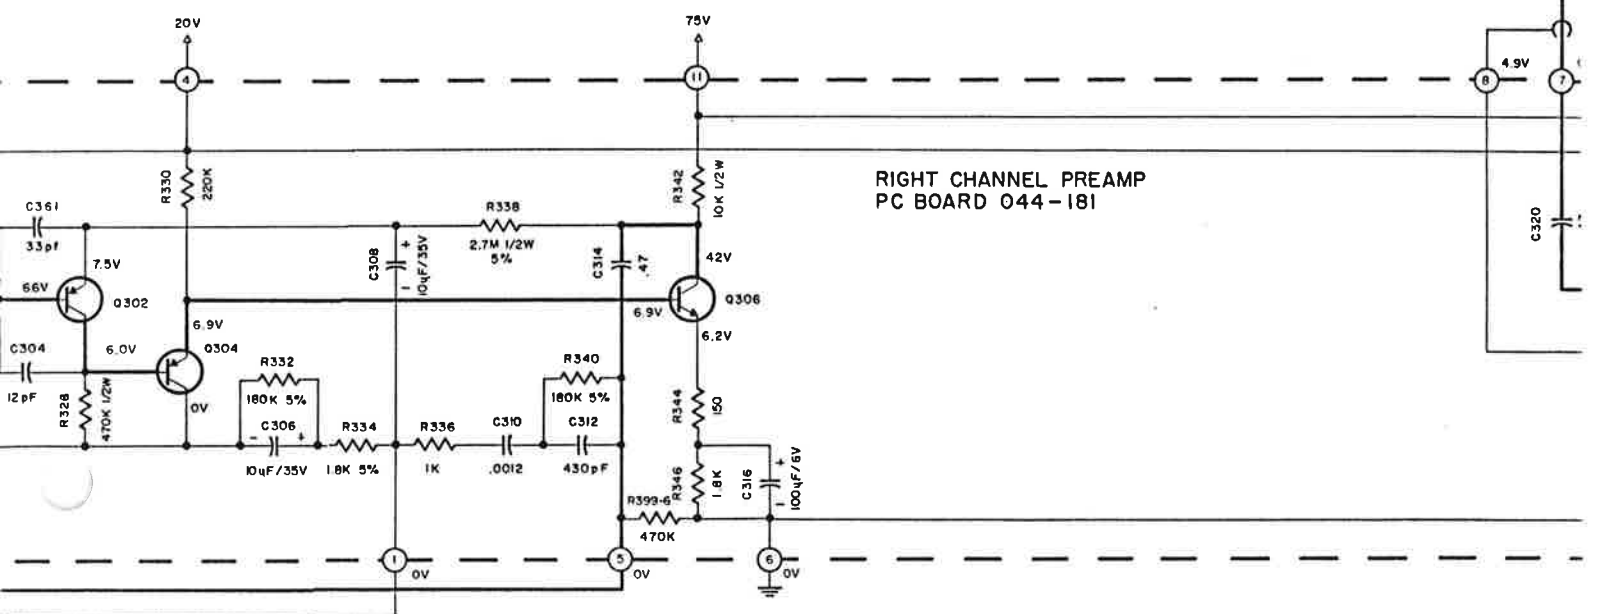 20V
75V
4
11
8
4.9V
7
R330
220K
R342
10K 1/2W
RIGHT CHANNEL PREAMP
PC BOARD 044-181
C361
33pf
R338
2.7M 1/2W
5%
C308
+
10µF/35V
-
C314
.47
C320
7.5V
42V
66V
Q302
Q306
6.9V
6.9V
6.2V
C304
12pF
6.0V
Q304
R332
180K 5%
R340
180K 5%
R328
470K 1/2W
0V
R344
150
- C306 +
10µF/35V
R334
1.8K 5%
R336
1K
C310
.0012
C312
430pF
R346
1.8K
C316
+
100µF/6V
-
R399-6
470K
1
0V
5
0V
6
0V